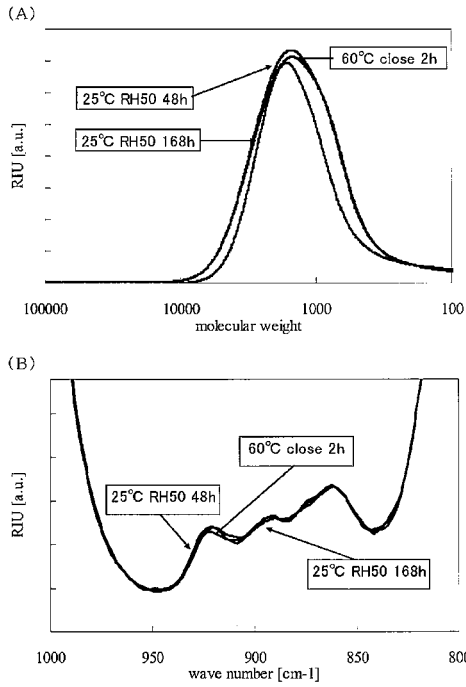 (A)
60℃ close 2h
25℃ RH50 48h
25℃ RH50 168h
RIU [a.u.]
100000 10000 1000 100
molecular weight
(B)
60℃ close 2h
25℃ RH50 48h
25℃ RH50 168h
RIU [a.u.]
1000 950 900 850 800
wave number [cm-1]